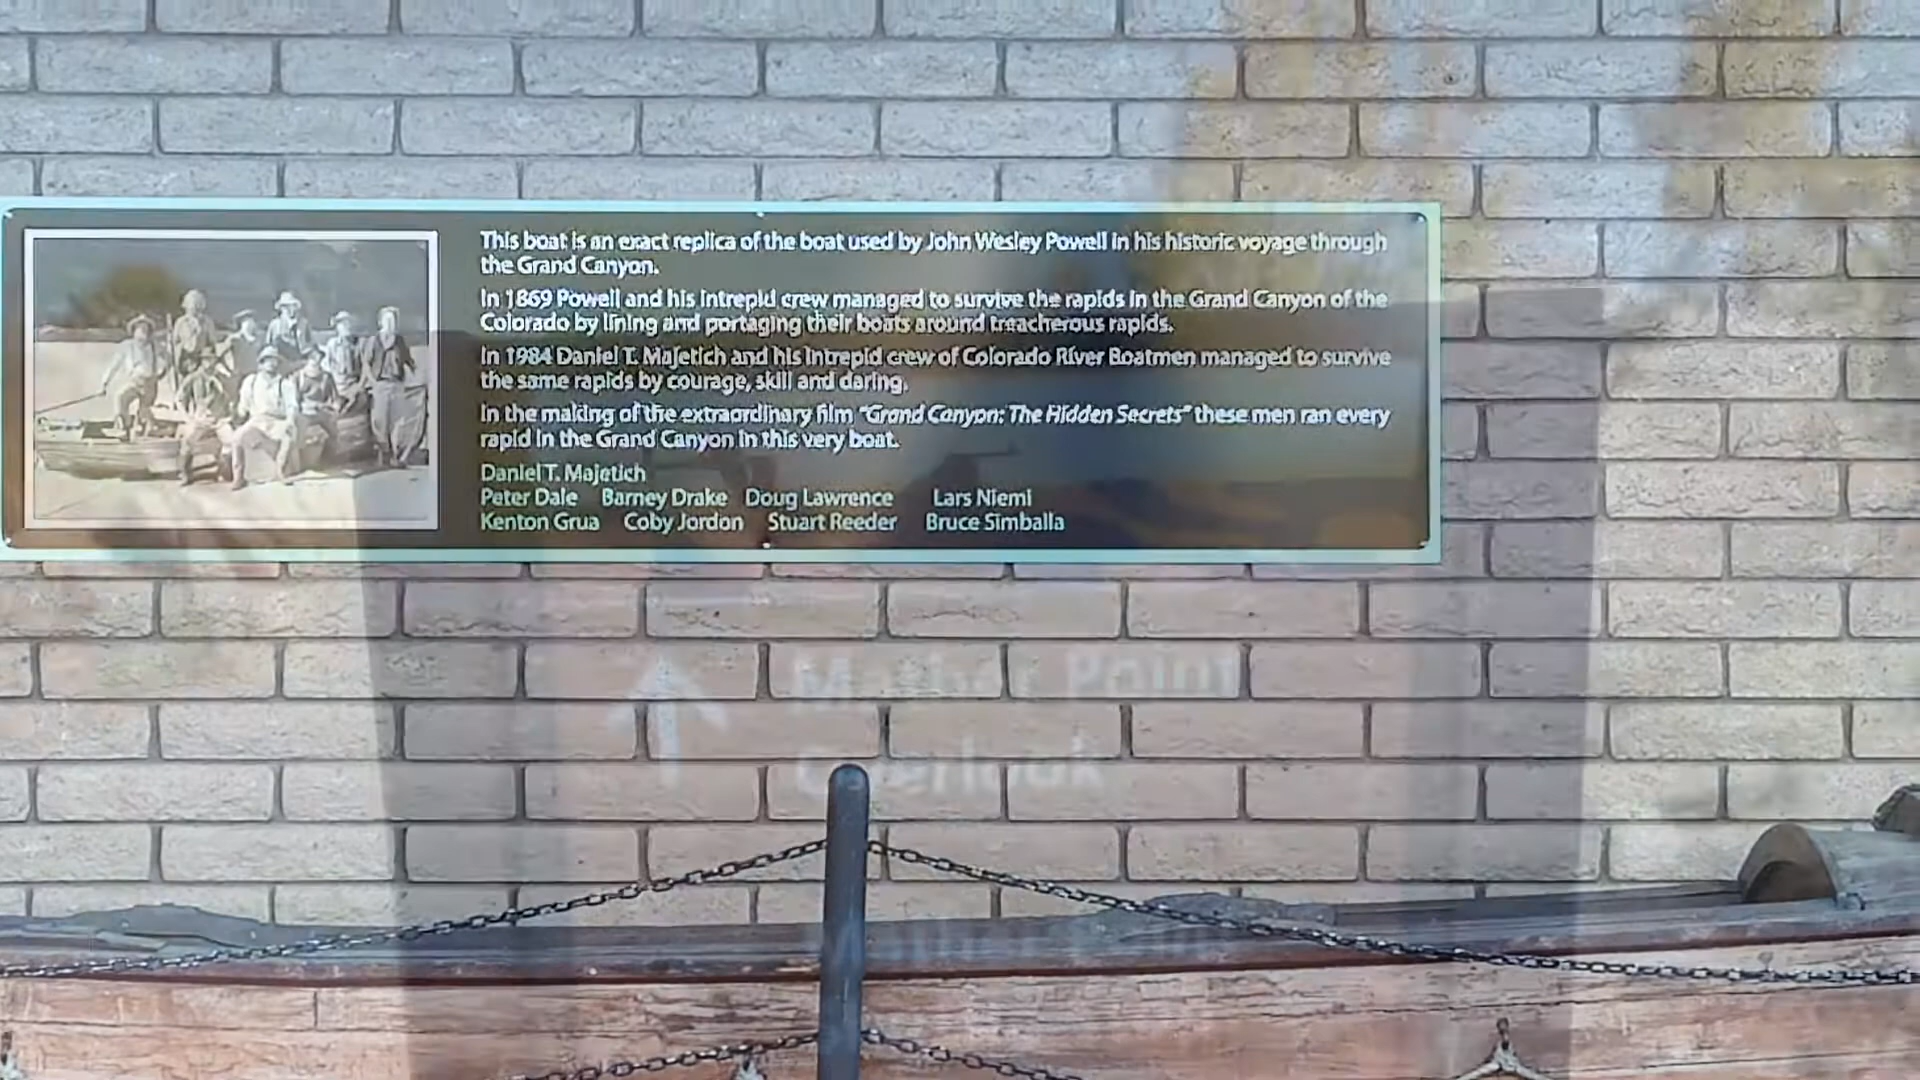 This boat is an exact replica of the boat used by John Wesley Powell in his historic voyage through
the Grand Canyon.
In 1869 Powell and his intrepid crew managed to survive the rapids in the Grand Canyon of the
Colorado by lining and portaging their boats around treacherous rapids.
In 1984 Daniel T. Majetich and his intrepid crew of Colorado River Boatmen managed to survive
the same rapids by courage, skill and daring.
In the making of the extraordinary film "Grand Canyon: The Hidden Secrets" these men ran every
rapid in the Grand Canyon in this very boat.
Daniel T. Majetich
Peter Dale Barney Drake Doug Lawrence Lars Niemi
Kenton Grua Coby Jordon Stuart Reeder Bruce Simballa
Mather Point
Overlook